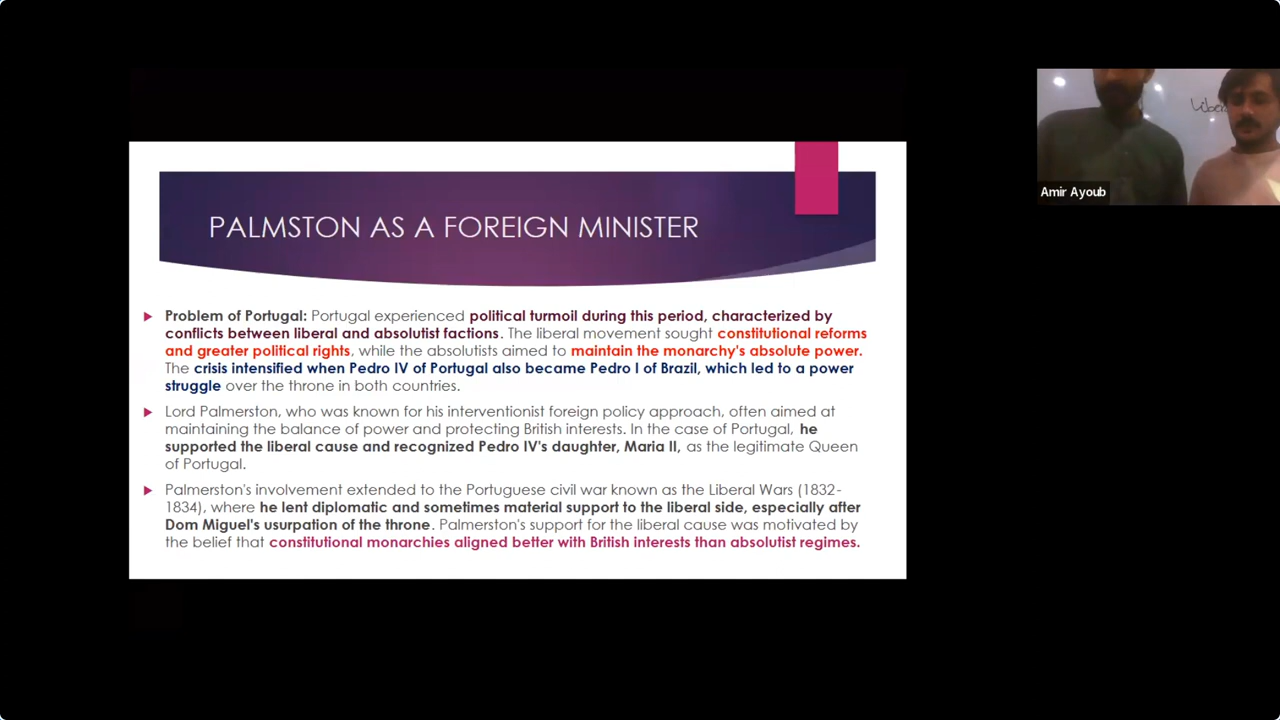 PALMSTON AS A FOREIGN MINISTER
Problem of Portugal: Portugal experienced political turmoil during this period, characterized by
conflicts between liberal and absolutist factions. The liberal movement sought constitutional reforms
and greater political rights, while the absolutists aimed to maintain the monarchy's absolute power.
The crisis intensified when Pedro IV of Portugal also became Pedro I of Brazil, which led to a power
struggle over the throne in both countries.
Lord Palmerston, who was known for his interventionist foreign policy approach, often aimed at
maintaining the balance of power and protecting British interests. In the case of Portugal, he
supported the liberal cause and recognized Pedro IV's daughter, Maria II, as the legitimate Queen
of Portugal.
Palmerston's involvement extended to the Portuguese civil war known as the Liberal Wars (1832-
1834), where he lent diplomatic and sometimes material support to the liberal side, especially after
Dom Miguel's usurpation of the throne. Palmerston's support for the liberal cause was motivated by
the belief that constitutional monarchies aligned better with British interests than absolutist regimes.
Amir Ayoub